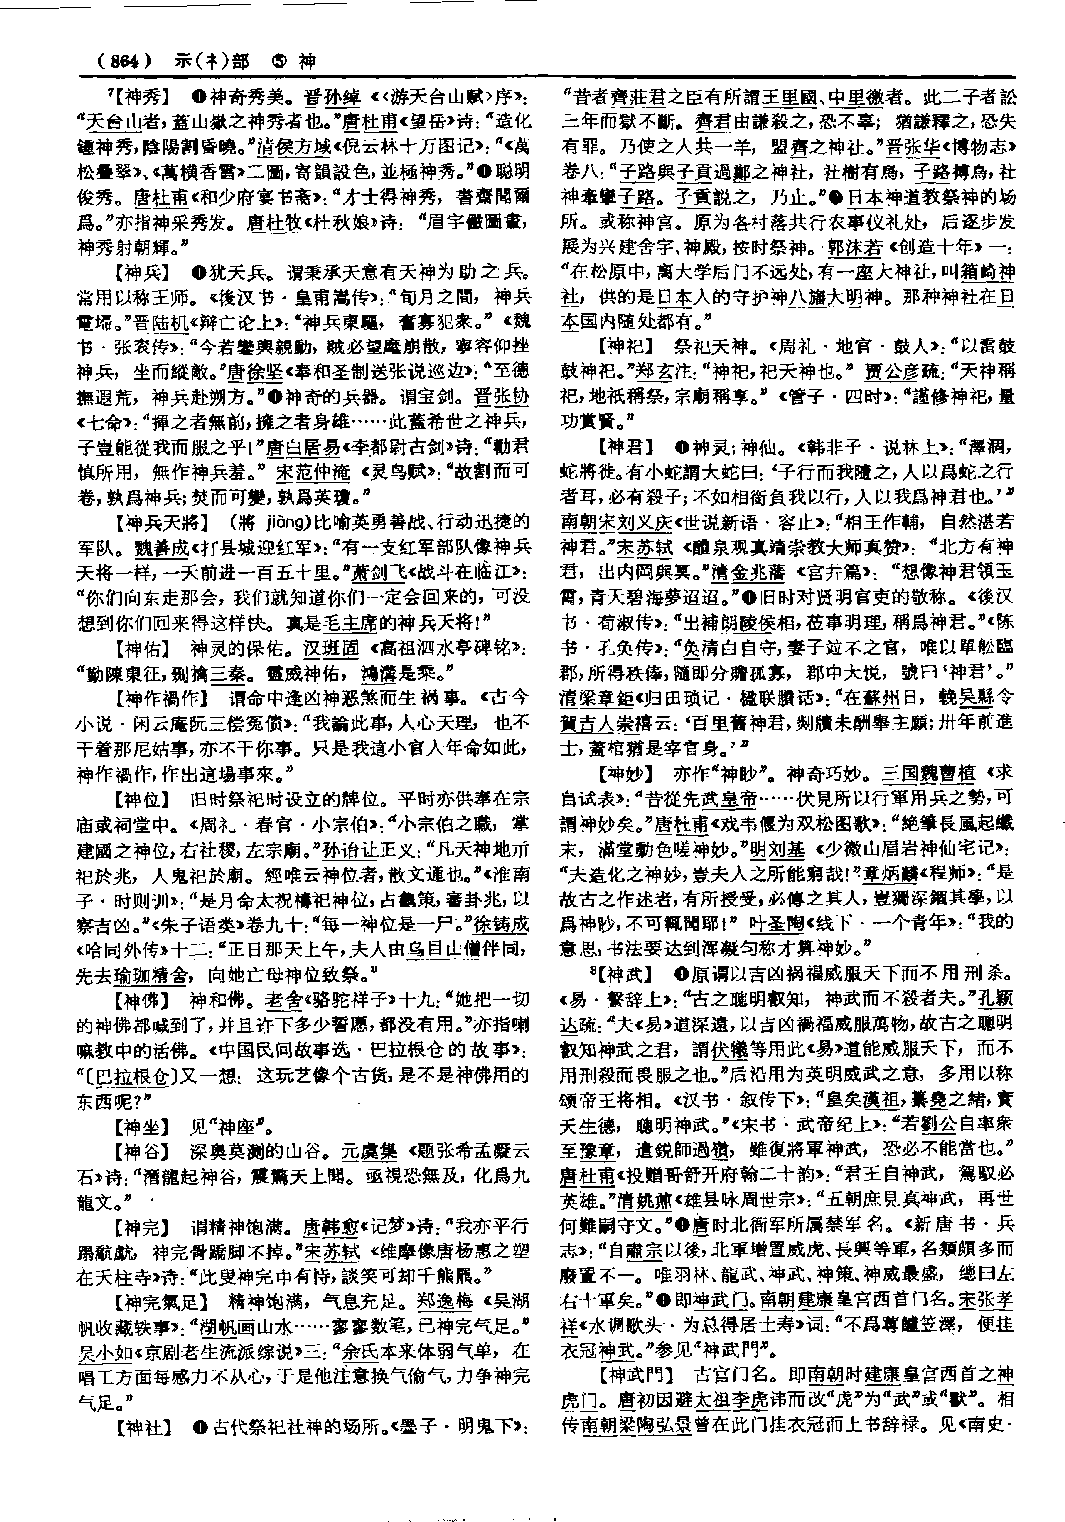 （864） 示(礻)部 ⑤ 神
⁷【神秀】 ❶神奇秀美。晋孙绰《〈游天台山赋〉序》：
“天台山者，蓋山嶽之神秀者也。”唐杜甫《望岳》诗：“造化
鍾神秀，陰陽割昏曉。”清侯方域《倪云林十万图记》：“《萬
松疊翠》、《萬横香雪》二圖，寄韻設色，並極神秀。”❷聪明
俊秀。唐杜甫《和少府宴书斋》：“才士得神秀，書齋聞爾
爲。”亦指神采秀发。唐杜牧《杜秋娘》诗：“眉宇儼圖畫，
神秀射朝輝。”
【神兵】 ❶犹天兵。谓秉承天意有天神为助之兵。
常用以称王师。《後汉书·皇甫嵩传》：“旬月之間，神兵
電埽。”晋陆机《辩亡论上》：“神兵東驅，奮寡犯衆。”《魏
书·张衮传》：“今若鑾輿親動，賊必望麾崩散，寧容仰挫
神兵，坐而縱敵。”唐徐坚《奉和圣制送张说巡边》：“至德
撫遐荒，神兵赴朔方。”❷神奇的兵器。谓宝剑。晋张协
《七命》：“揮之者無前，擁之者身雄……此蓋希世之神兵，
子豈能從我而服之乎！”唐白居易《李都尉古剑》诗：“勸君
慎所用，無作神兵羞。”宋范仲淹《灵鸟赋》：“故割而可
卷，孰爲神兵；焚而可變，孰爲英瓊。”
【神兵天將】 (將 jiàng)比喻英勇善战、行动迅捷的
军队。魏善成《打县城迎红军》：“有一支红军部队像神兵
天将一样，一天前进一百五十里。”萧剑飞《战斗在临江》：
“你们向东走那会，我们就知道你们一定会回来的，可没
想到你们回来得这样快。真是毛主席的神兵天将！”
【神佑】 神灵的保佑。汉班固《高祖泗水亭碑铭》：
“勤陳東征，剟擒三秦。靈威神佑，鴻溝是乘。”
【神作禍作】 谓命中逢凶神恶煞而生祸事。《古今
小说·闲云庵阮三偿冤债》：“我論此事，人心天理，也不
干着那尼姑事，亦不干你事。只是我這小官人年命如此，
神作禍作，作出這場事來。”
【神位】 旧时祭祀时设立的牌位。平时亦供奉在宗
庙或祠堂中。《周礼·春官·小宗伯》：“小宗伯之職，掌
建國之神位，右社稷，左宗廟。”孙诒让正义：“凡天神地示
祀於兆，人鬼祀於廟。經唯云神位者，散文通也。”《淮南
子·时则训》：“是月命太祝禱祀神位，占龜策，審卦兆，以
察吉凶。”《朱子语类》卷九十：“每一神位是一尸。”徐铸成
《哈同外传》十二：“正日那天上午，夫人由乌目山僧伴同，
先去瑜珈精舍，向她亡母神位致祭。”
【神佛】 神和佛。老舍《骆驼祥子》十九：“她把一切
的神佛都喊到了，并且许下多少誓愿，都没有用。”亦指喇
嘛教中的活佛。《中国民间故事选·巴拉根仓的故事》：
“〔巴拉根仓〕又一想：这玩艺像个古货，是不是神佛用的
东西呢？”
【神坐】 见“神座”。
【神谷】 深奥莫测的山谷。元虞集《题张希孟凝云
石》诗：“潛龍起神谷，震驚天上聞。亟視恐無及，化爲九
龍文。”
【神完】 谓精神饱满。唐韩愈《记梦》诗：“我亦平行
蹋𣨢𣨼，神完骨蹻脚不掉。”宋苏轼《维摩像唐杨惠之塑
在天柱寺》诗：“此叟神完中有恃，談笑可却千熊羆。”
【神完氣足】 精神饱满，气息充足。郑逸梅《吴湖
帆收藏轶事》：“湖帆画山水……寥寥数笔，已神完气足。”
吴小如《京剧老生流派综说》三：“余氏本来体弱气单，在
唱工方面每感力不从心，于是他注意换气偷气，力争神完
气足。”
【神社】 ❶古代祭祀社神的场所。《墨子·明鬼下》：
“昔者齊莊君之臣有所謂王里國、中里徼者。此二子者訟
三年而獄不斷。齊君由謙殺之，恐不辜；猶謙釋之，恐失
有罪。乃使之人共一羊，盟齊之神社。”晋张华《博物志》
卷八：“子路與子貢過鄭之神社，社樹有鳥，子路搏鳥，社
神牽攣子路。子貢說之，乃止。”❷日本神道教祭神的场
所。或称神宫。原为各村落共行农事仪礼处，后逐步发
展为兴建舍宇、神殿，按时祭神。郭沫若《创造十年》一：
“在松原中，离大学后门不远处，有一座大神社，叫箱崎神
社，供的是日本人的守护神八旛大明神。那种神社在日
本国内随处都有。”
【神祀】 祭祀天神。《周礼·地官·鼓人》：“以雷鼓
鼓神祀。”郑玄注：“神祀，祀天神也。”贾公彦疏：“天神稱
祀，地祇稱祭，宗廟稱享。”《管子·四时》：“謹修神祀，量
功賞賢。”
【神君】 ❶神灵；神仙。《韩非子·说林上》：“澤涸，
蛇將徙。有小蛇謂大蛇曰：‘子行而我隨之，人以爲蛇之行
者耳，必有殺子；不如相銜負我以行，人以我爲神君也。’”
南朝宋刘义庆《世说新语·容止》：“相王作輔，自然湛若
神君。”宋苏轼《醴泉观真靖崇教大师真赞》：“北方有神
君，出内罔與冥。”清金兆藩《宫井篇》：“想像神君領玉
霄，青天碧海夢迢迢。”❷旧时对贤明官吏的敬称。《後汉
书·荀淑传》：“出補朗陵侯相，莅事明理，稱爲神君。”《陈
书·孔奂传》：“奂清白自守，妻子竝不之官，唯以單船臨
郡，所得秩俸，隨即分贍孤寡，郡中大悦，號曰‘神君’。”
清梁章鉅《归田琐记·楹联賸话》：“在蘇州日，輓吴縣令
賀吉人崇禧云：‘百里舊神君，剡牘未酬舉主願；卅年前進
士，蓋棺猶是宰官身。’”
【神妙】 亦作“神眇”。神奇巧妙。三国魏曹植《求
自试表》：“昔從先武皇帝……伏見所以行軍用兵之勢，可
謂神妙矣。”唐杜甫《戏韦偃为双松图歌》：“絶筆長風起纖
末，滿堂動色嗟神妙。”明刘基《少微山眉岩神仙宅记》：
“夫造化之神妙，豈夫人之所能窮哉！”章炳麟《程师》：“是
故古之作述者，有所授受，必傳之其人，豈獨深錮其學，以
爲神眇，不可輒聞耶！”叶圣陶《线下·一个青年》：“我的
意思，书法要达到浑凝匀称才算神妙。”
⁸【神武】 ❶原谓以吉凶祸福威服天下而不用刑杀。
《易·繫辞上》：“古之聰明叡知，神武而不殺者夫。”孔颖
达疏：“大《易》道深遠，以吉凶禍福威服萬物，故古之聰明
叡知神武之君，謂伏犧等用此《易》道能威服天下，而不
用刑殺而畏服之也。”后沿用为英明威武之意，多用以称
颂帝王将相。《汉书·叙传下》：“皇矣漢祖，纂堯之緒，實
天生德，聰明神武。”《宋书·武帝纪上》：“若劉公自率衆
至豫章，遣鋭師過嶺，雖復將軍神武，恐必不能當也。”
唐杜甫《投赠哥舒开府翰二十韵》：“君王自神武，駕馭必
英雄。”清姚燕《雄县咏周世宗》：“五朝庶見真神武，再世
何難嗣守文。”❷唐时北衙军所属禁军名。《新唐书·兵
志》：“自肅宗以後，北軍增置威虎、長興等軍，名類頗多而
廢置不一。唯羽林、龍武、神武、神策、神威最盛，總曰左
右十軍矣。”❸即神武门。南朝建康皇宫西首门名。宋张孝
祥《水调歌头·为总得居士寿》词：“不爲蓴鱸笠澤，便挂
衣冠神武。”参见“神武門”。
【神武門】 古宫门名。即南朝时建康皇宫西首之神
虎门。唐初因避太祖李虎讳而改“虎”为“武”或“獸”。相
传南朝梁陶弘景曾在此门挂衣冠而上书辞禄。见《南史·